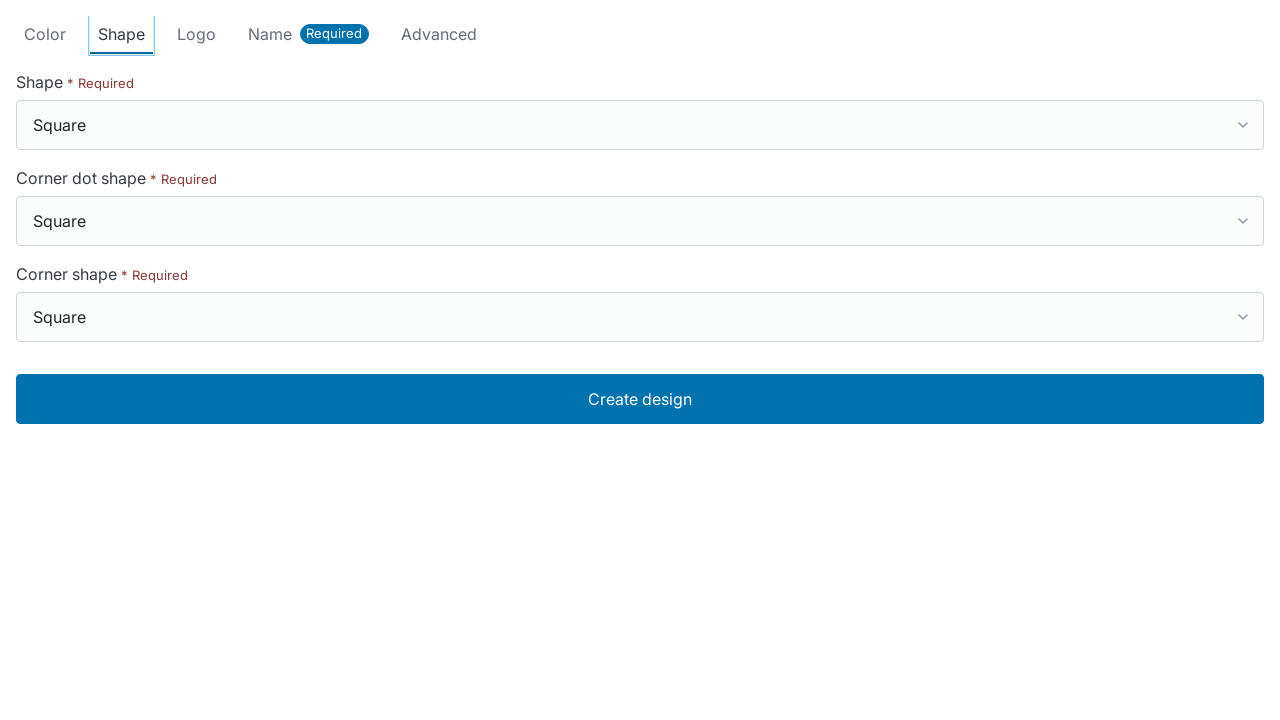 Color Shape Logo Name Required Advanced
Shape * Required
Square
Corner dot shape * Required
Square
Corner shape * Required
Square
Create design